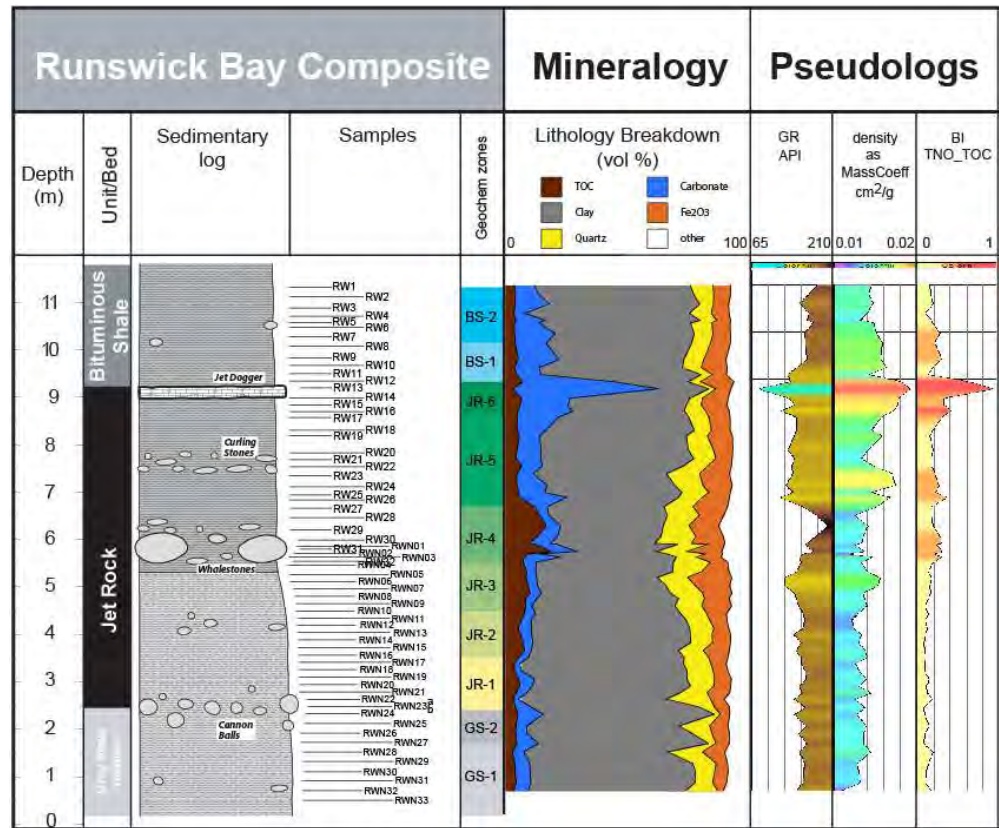 Runswick Bay Composite
Mineralogy
Pseudologs
Depth (m)
Unit/Bed
Sedimentary log
Samples
Geochem zones
Lithology Breakdown (vol %)
TOC
Carbonate
Clay
Fe2O3
Quartz
other
0
100
GR API
65
210
density as MassCoeff cm²/g
0.01
0.02
BI TNO_TOC
0
1
11
10
9
8
7
6
5
4
3
2
1
0
Bituminous Shale
Jet Rock
Jet Dogger
Curling Stones
Whalestones
Cannon Balls
RW1
RW2
RW3
RW4
RW5
RW6
RW7
RW8
RW9
RW10
RW11
RW12
RW13
RW14
RW15
RW16
RW17
RW18
RW19
RW20
RW21
RW22
RW23
RW24
RW25
RW26
RW27
RW28
RW29
RW30
RWN01
RW31
RWN02
RWN03
RWN05
RWN06
RWN07
RWN08
RWN09
RWN10
RWN11
RWN12
RWN13
RWN14
RWN15
RWN16
RWN17
RWN18
RWN19
RWN20
RWN21
RWN22
RWN23
RWN24
RWN25
RWN26
RWN27
RWN28
RWN29
RWN30
RWN31
RWN32
RWN33
BS-2
BS-1
JR-6
JR-5
JR-4
JR-3
JR-2
JR-1
GS-2
GS-1